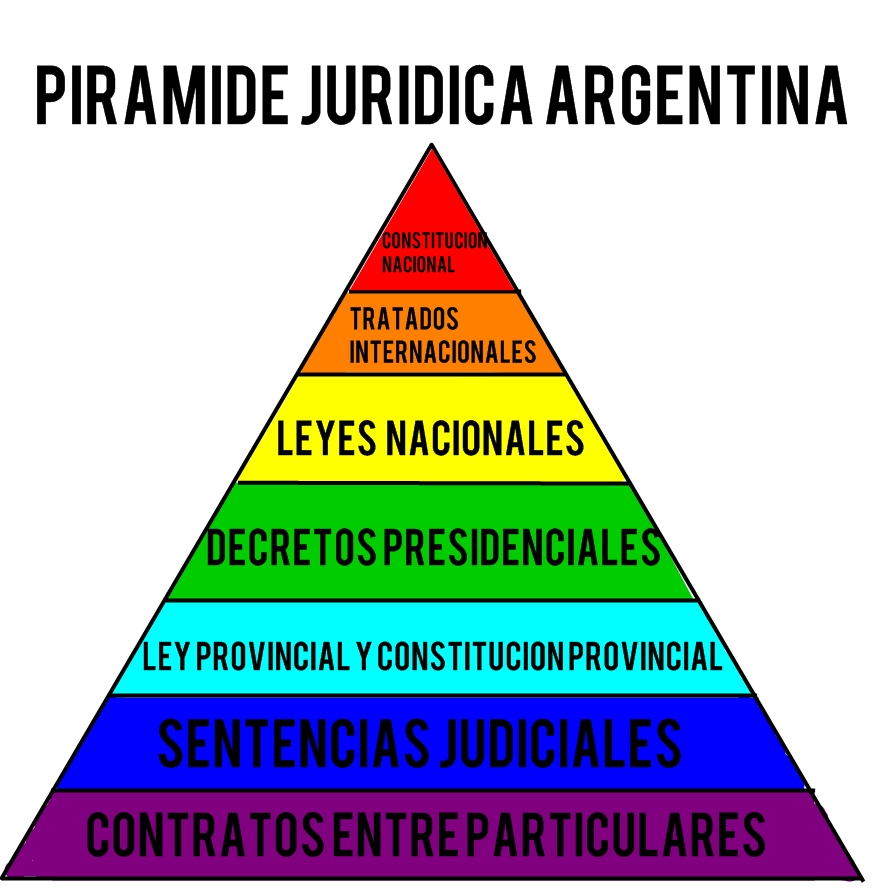 PIRAMIDE JURIDICA ARGENTINA
CONSTITUCION
NACIONAL
TRATADOS
INTERNACIONALES
LEYES NACIONALES
DECRETOS PRESIDENCIALES
LEY PROVINCIAL Y CONSTITUCION PROVINCIAL
SENTENCIAS JUDICIALES
CONTRATOS ENTRE PARTICULARES